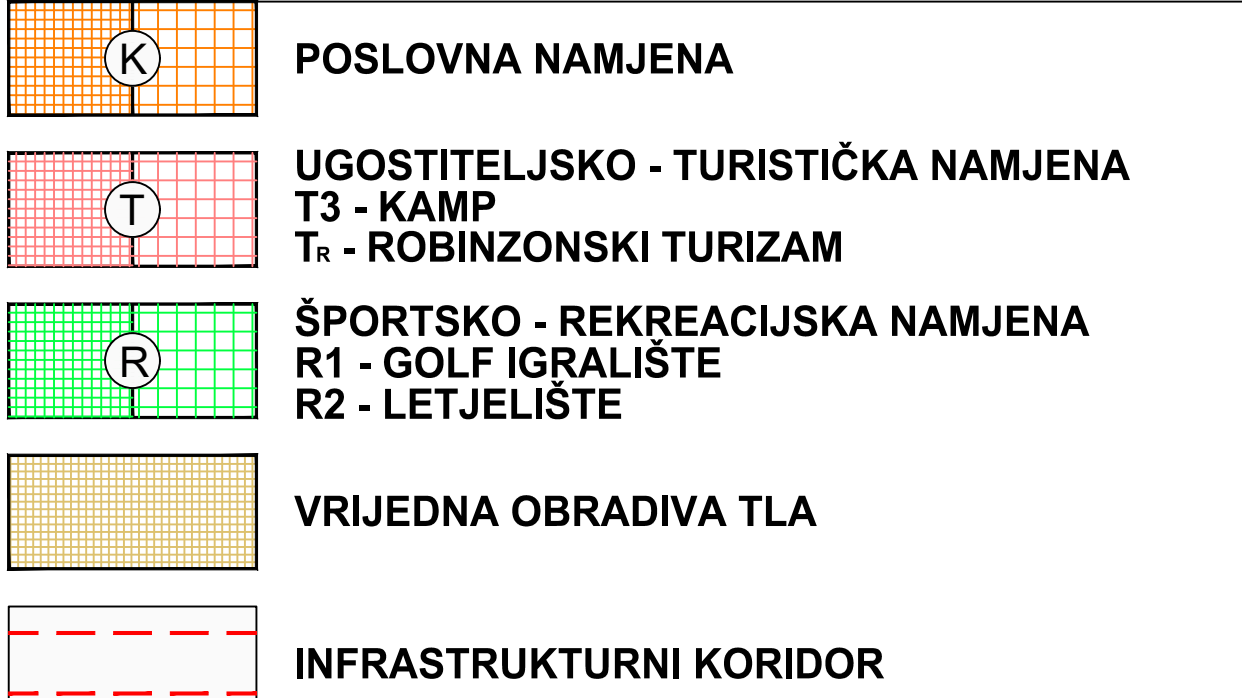 K
POSLOVNA NAMJENA
T
UGOSTITELJSKO - TURISTIČKA NAMJENA
T3 - KAMP
TR - ROBINZONSKI TURIZAM
R
ŠPORTSKO - REKREACIJSKA NAMJENA
R1 - GOLF IGRALIŠTE
R2 - LETJELIŠTE
VRIJEDNA OBRADIVA TLA
INFRASTRUKTURNI KORIDOR